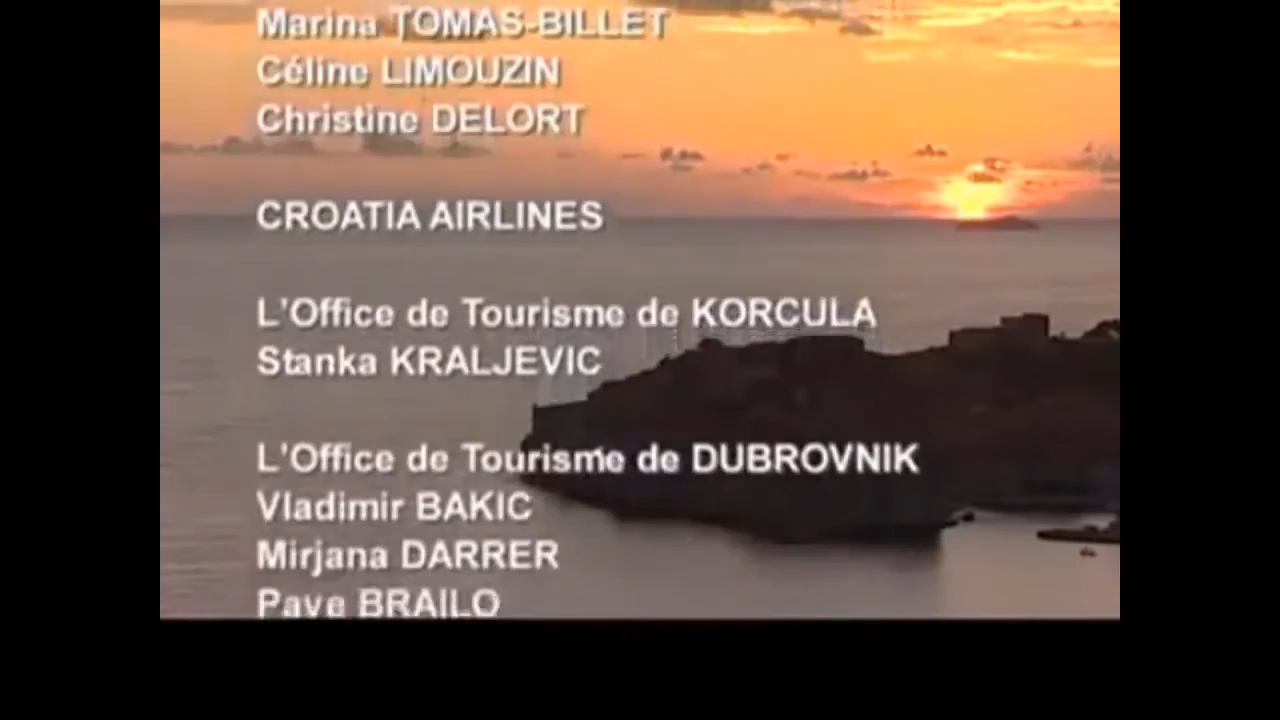 Marina TOMAS-BILLET
Céline LIMOUZIN
Christine DELORT
CROATIA AIRLINES
L'Office de Tourisme de KORCULA
Stanka KRALJEVIC
L'Office de Tourisme de DUBROVNIK
Vladimir BAKIC
Mirjana DARRER
Pave BRAILO